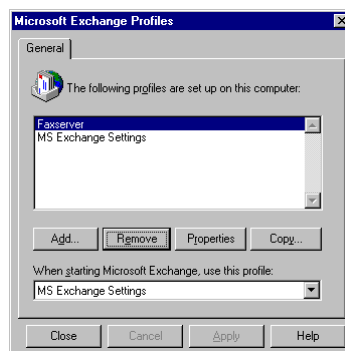 Microsoft Exchange Profiles
General
The following profiles are set up on this computer:
Faxserver
MS Exchange Settings
Add... Remove Properties Copy...
When starting Microsoft Exchange, use this profile:
MS Exchange Settings
Close Cancel Apply Help